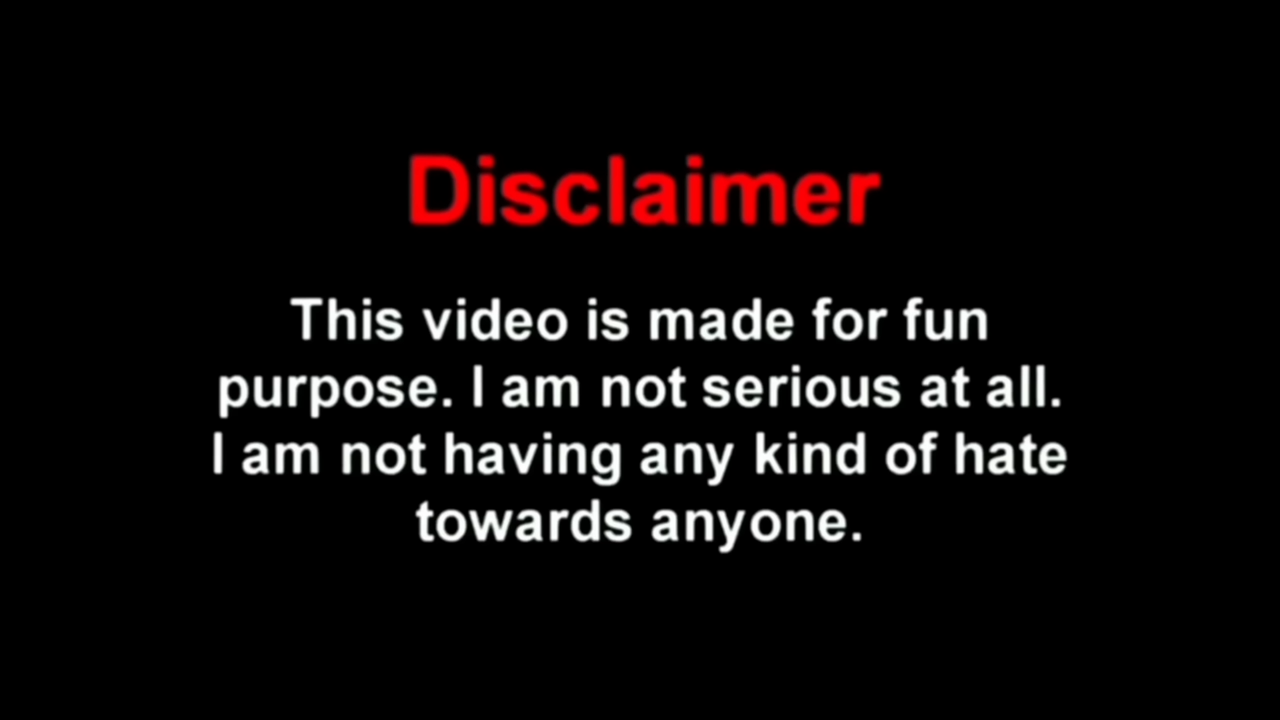 Disclaimer
This video is made for fun
purpose. I am not serious at all.
I am not having any kind of hate
towards anyone.